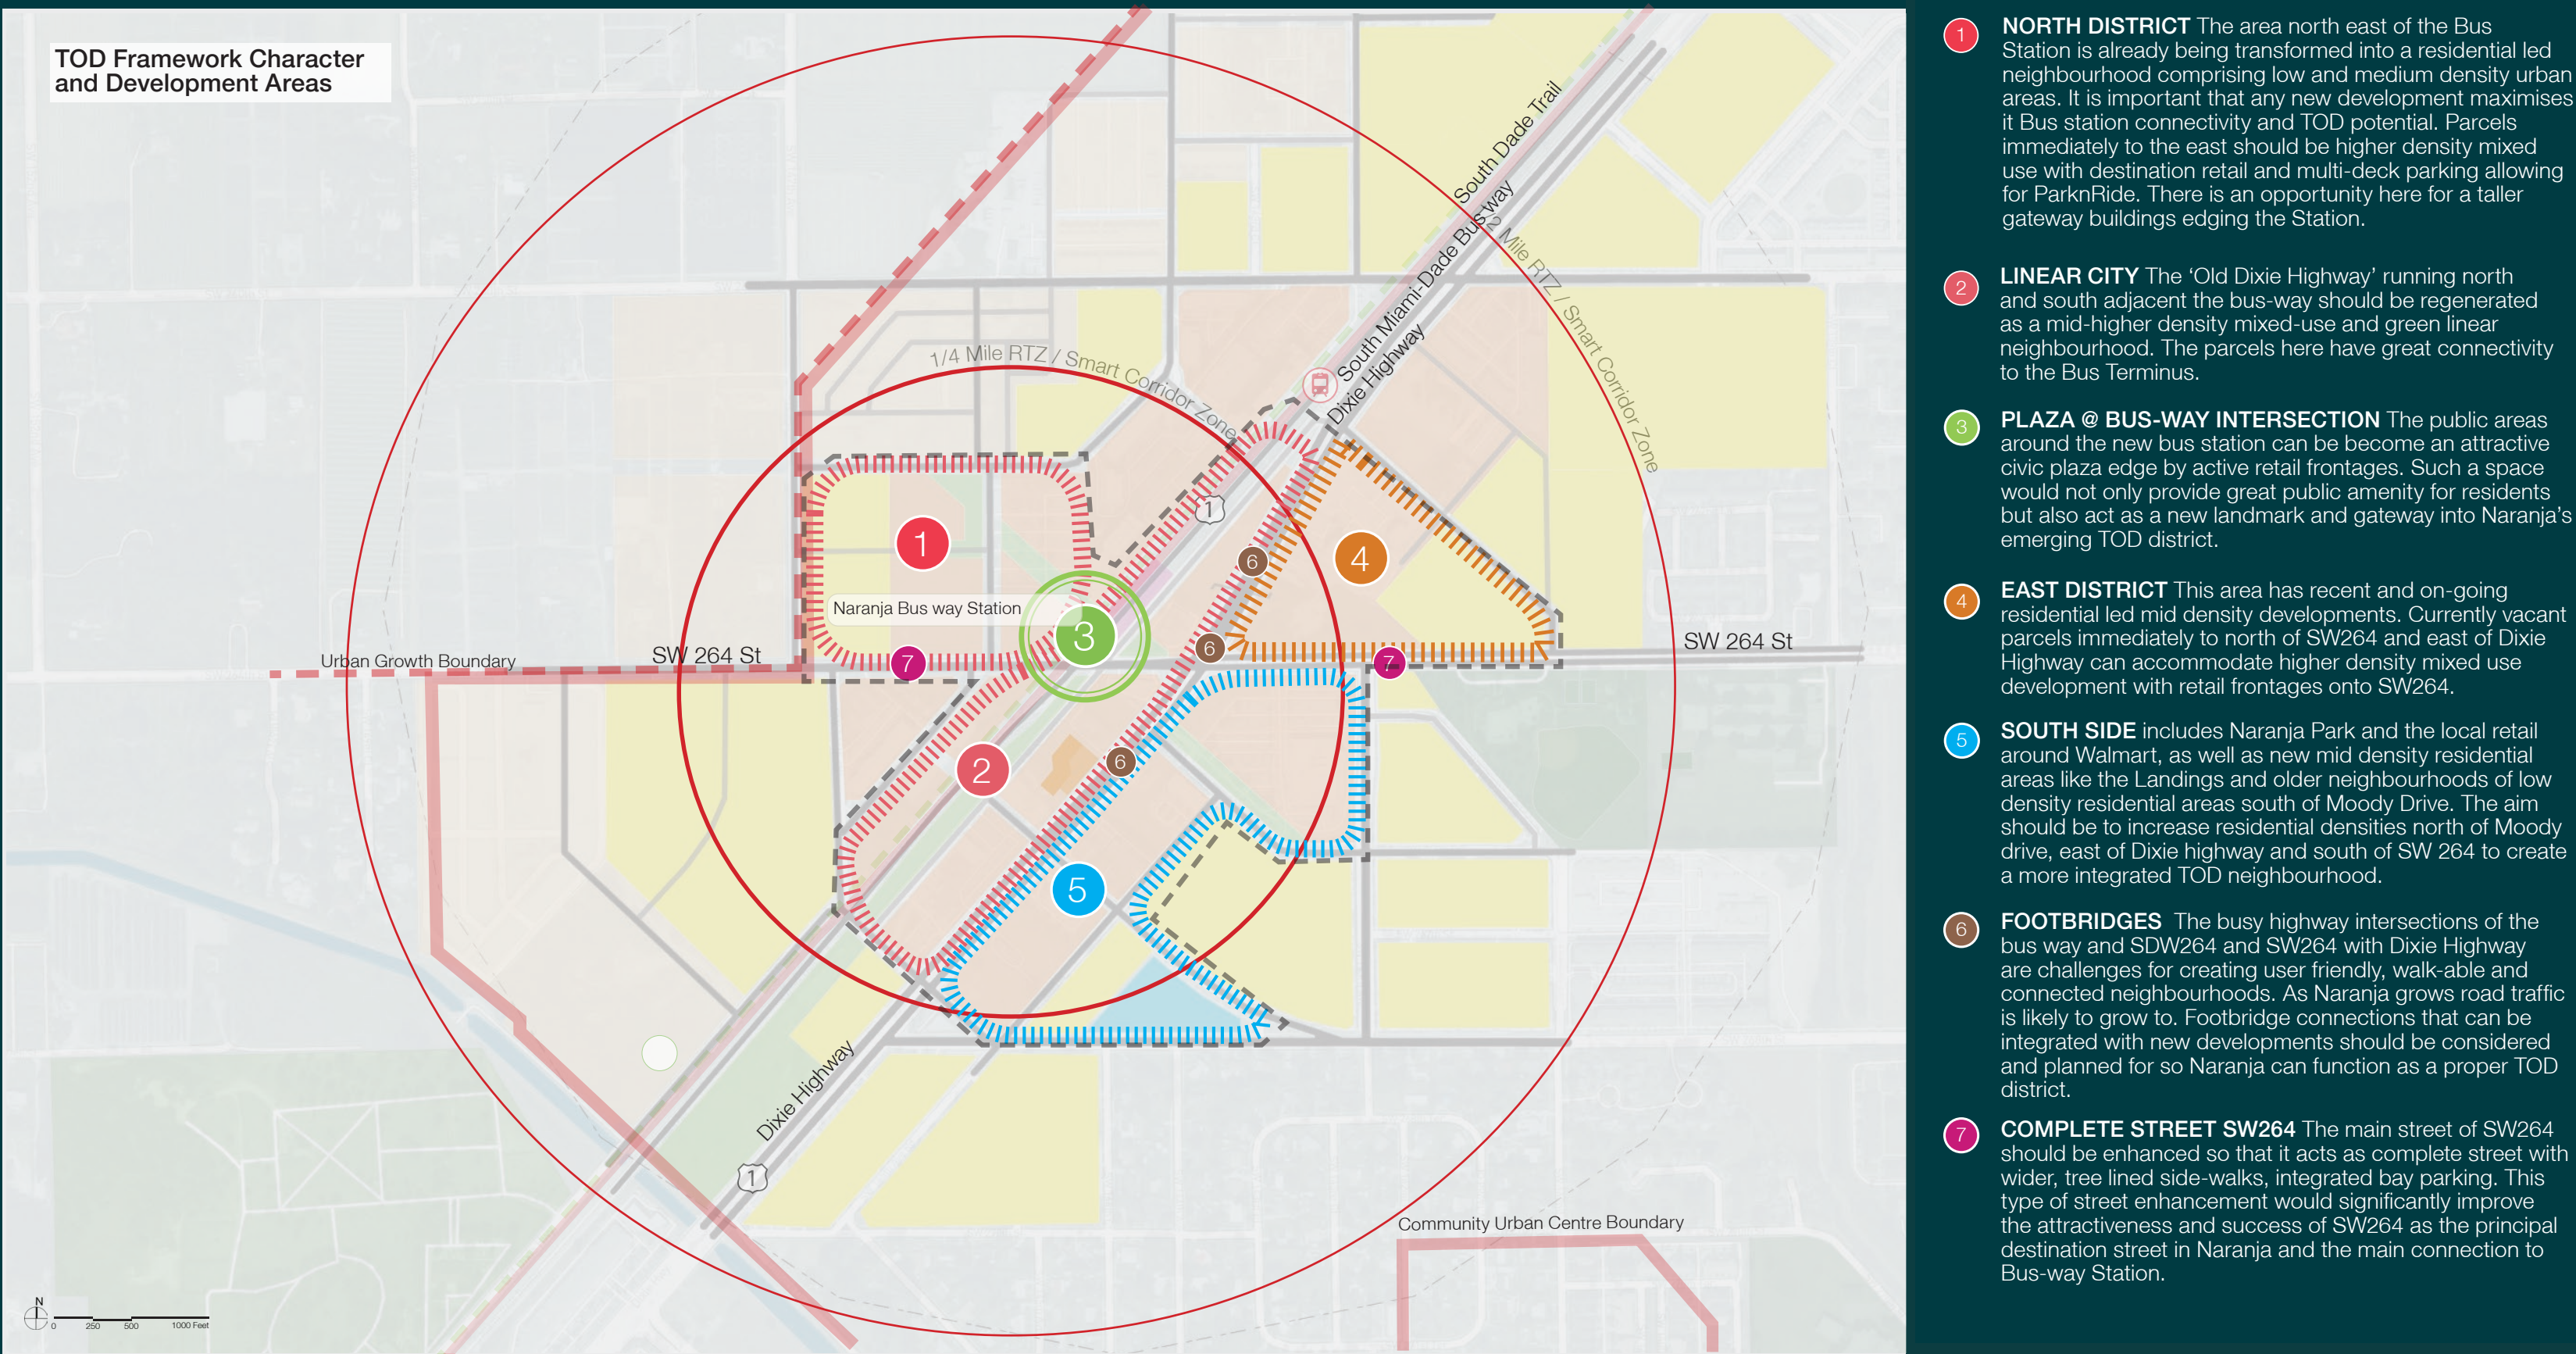 TOD Framework Character
and Development Areas
South Dade Trail
South Miami-Dade Bus way
Dixie Highway
1/2 Mile RTZ / Smart Corridor Zone
1/4 Mile RTZ / Smart Corridor Zone
1
1
4
6
Naranja Bus way Station
3
6
SW 264 St
Urban Growth Boundary
SW 264 St
7
7
2
6
5
Dixie Highway
1
Community Urban Centre Boundary
N
0 250 500 1000 Feet
1 NORTH DISTRICT The area north east of the Bus
Station is already being transformed into a residential led
neighbourhood comprising low and medium density urban
areas. It is important that any new development maximises
it Bus station connectivity and TOD potential. Parcels
immediately to the east should be higher density mixed
use with destination retail and multi-deck parking allowing
for ParknRide. There is an opportunity here for a taller
gateway buildings edging the Station.
2 LINEAR CITY The ‘Old Dixie Highway’ running north
and south adjacent the bus-way should be regenerated
as a mid-higher density mixed-use and green linear
neighbourhood. The parcels here have great connectivity
to the Bus Terminus.
3 PLAZA @ BUS-WAY INTERSECTION The public areas
around the new bus station can be become an attractive
civic plaza edge by active retail frontages. Such a space
would not only provide great public amenity for residents
but also act as a new landmark and gateway into Naranja’s
emerging TOD district.
4 EAST DISTRICT This area has recent and on-going
residential led mid density developments. Currently vacant
parcels immediately to north of SW264 and east of Dixie
Highway can accommodate higher density mixed use
development with retail frontages onto SW264.
5 SOUTH SIDE includes Naranja Park and the local retail
around Walmart, as well as new mid density residential
areas like the Landings and older neighbourhoods of low
density residential areas south of Moody Drive. The aim
should be to increase residential densities north of Moody
drive, east of Dixie highway and south of SW 264 to create
a more integrated TOD neighbourhood.
6 FOOTBRIDGES The busy highway intersections of the
bus way and SDW264 and SW264 with Dixie Highway
are challenges for creating user friendly, walk-able and
connected neighbourhoods. As Naranja grows road traffic
is likely to grow to. Footbridge connections that can be
integrated with new developments should be considered
and planned for so Naranja can function as a proper TOD
district.
7 COMPLETE STREET SW264 The main street of SW264
should be enhanced so that it acts as complete street with
wider, tree lined side-walks, integrated bay parking. This
type of street enhancement would significantly improve
the attractiveness and success of SW264 as the principal
destination street in Naranja and the main connection to
Bus-way Station.